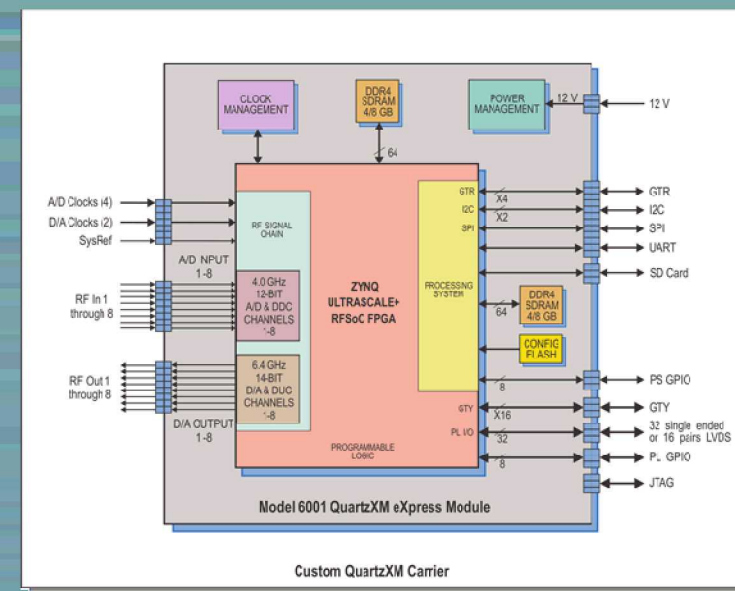 CLOCK
MANAGEMENT
DDR4
SDRAM
4/8 GB
POWER
MANAGEMENT
12 V
12 V
64
A/D Clocks (4)
D/A Clocks (2)
SysRef
RF SIGNAL
CHAIN
A/D INPUT
1-8
RF In 1
through 8
4.0 GHz
12-BIT
A/D & DDC
CHANNELS
1-8
RF Out 1
through 8
6.4 GHz
14-BIT
D/A & DUC
CHANNELS
1-8
D/A OUTPUT
1-8
ZYNQ
ULTRASCALE+
RFSoC FPGA
PROGRAMMABLE
LOGIC
PROCESSING
SYSTEM
GTR
X4
GTR
I2C
X2
I2C
SPI
SPI
UART
SD Card
64
DDR4
SDRAM
4/8 GB
CONFIG
FLASH
8
PS GPIO
GTY
X16
GTY
PL I/O
32
32 single ended
or 16 pairs LVDS
8
PL GPIO
JTAG
Model 6001 QuartzXM eXpress Module
Custom QuartzXM Carrier